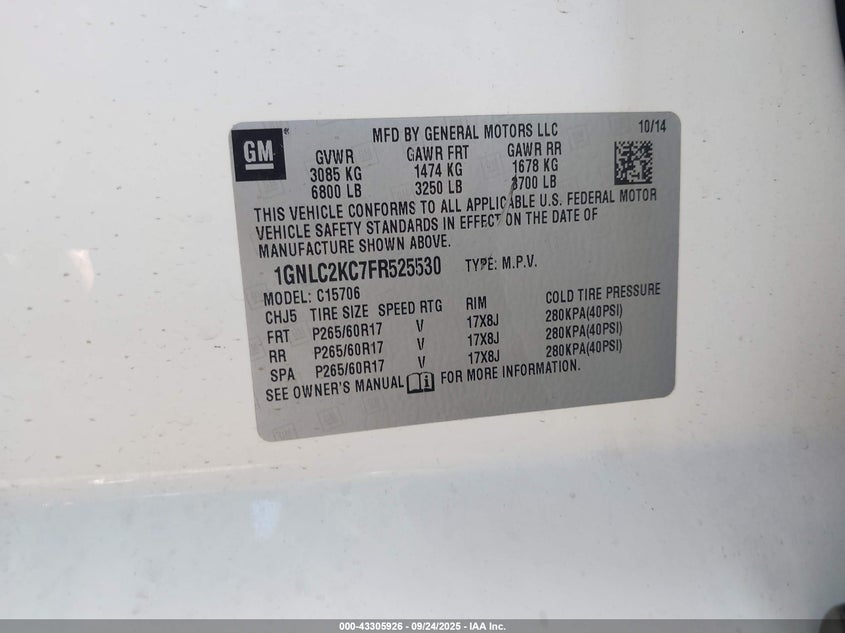 GM
MFD BY GENERAL MOTORS LLC 10/14
GVWR GAWR FRT GAWR RR
3085 KG 1474 KG 1678 KG
6800 LB 3250 LB 3700 LB
THIS VEHICLE CONFORMS TO ALL APPLICABLE U.S. FEDERAL MOTOR
VEHICLE SAFETY STANDARDS IN EFFECT ON THE DATE OF
MANUFACTURE SHOWN ABOVE.
1GNLC2KC7FR525530 TYPE: M.P.V.
MODEL: C15706
CHJ5 TIRE SIZE SPEED RTG RIM COLD TIRE PRESSURE
FRT P265/60R17 V 17X8J 280KPA(40PSI)
RR P265/60R17 V 17X8J 280KPA(40PSI)
SPA P265/60R17 V 17X8J 280KPA(40PSI)
SEE OWNER'S MANUAL FOR MORE INFORMATION.
000-43305926 - 09/24/2025 - IAA Inc.